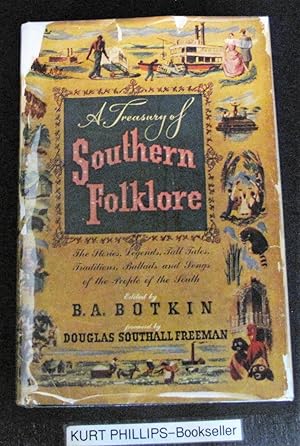 A Treasury of
Southern
Folklore
The Stories, Legends, Tall Tales,
Traditions, Ballads and Songs
of the People of the South
Edited by
B. A. BOTKIN
foreword by
DOUGLAS SOUTHALL FREEMAN
KURT PHILLIPS-Bookseller